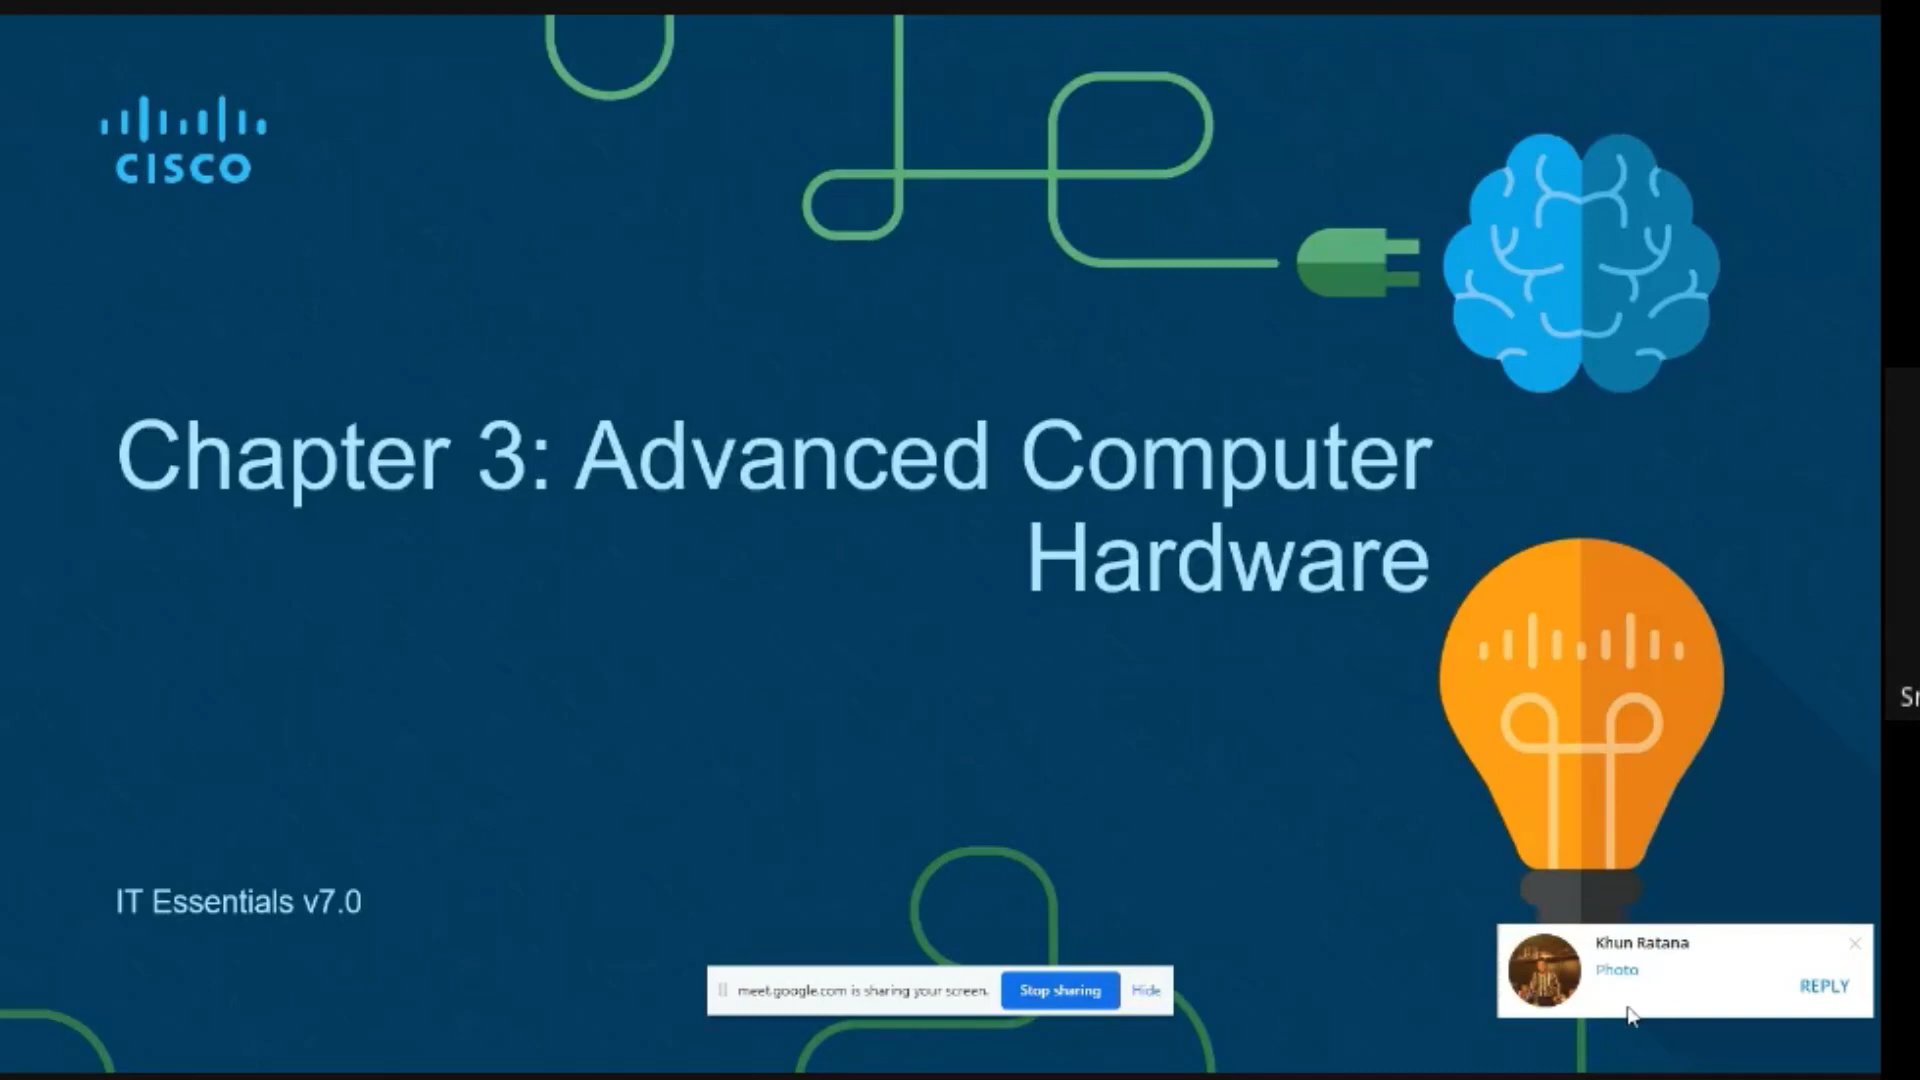 CISCO
Chapter 3: Advanced Computer
Hardware
IT Essentials v7.0
meet.google.com is sharing your screen.
Stop sharing
Hide
Khun Ratana
Photo
REPLY